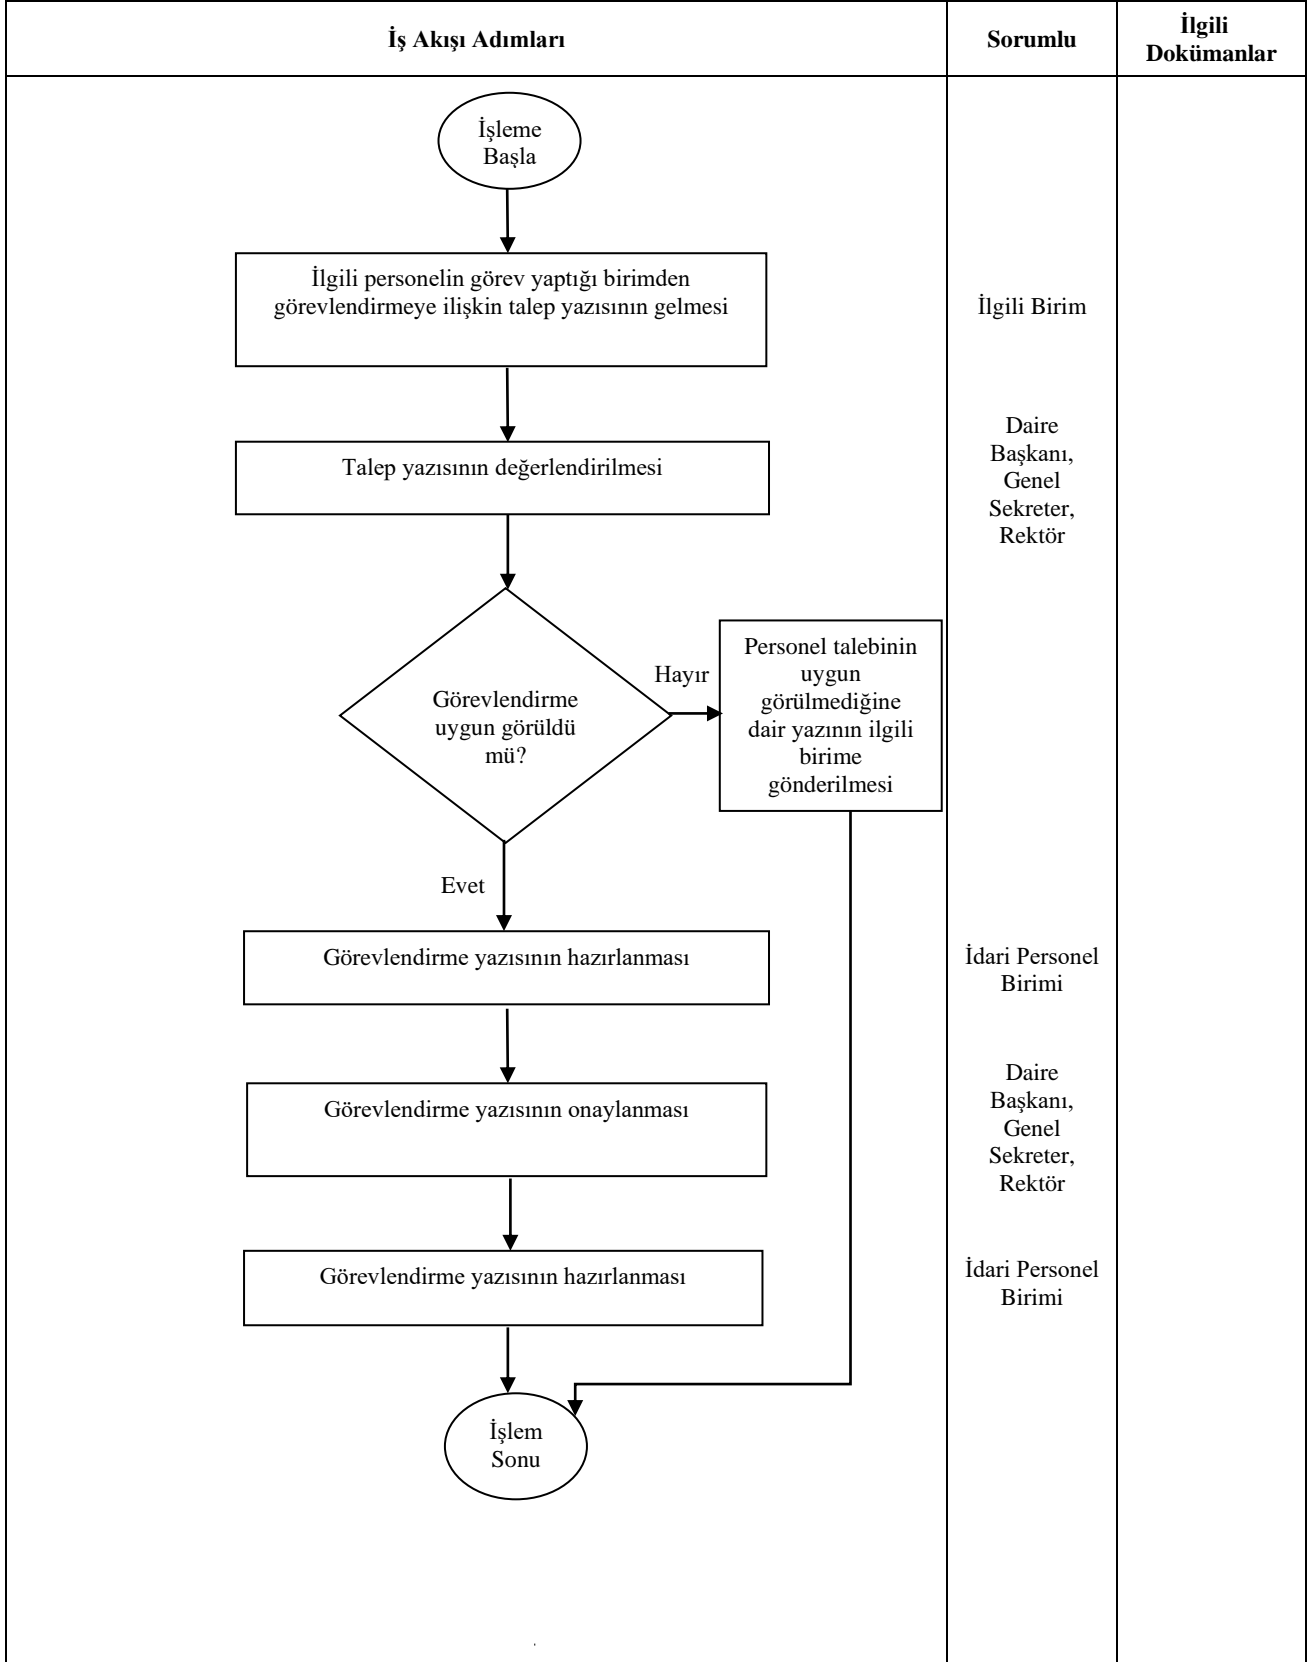 İş Akışı Adımları
Sorumlu
İlgili
Dokümanlar
İşleme
Başla
İlgili personelin görev yaptığı birimden
görevlendirmeye ilişkin talep yazısının gelmesi
İlgili Birim
Talep yazısının değerlendirilmesi
Daire
Başkanı,
Genel
Sekreter,
Rektör
Görevlendirme
uygun görüldü
mü?
Hayır
Personel talebinin
uygun
görülmediğine
dair yazının ilgili
birime
gönderilmesi
Evet
Görevlendirme yazısının hazırlanması
İdari Personel
Birimi
Görevlendirme yazısının onaylanması
Daire
Başkanı,
Genel
Sekreter,
Rektör
Görevlendirme yazısının hazırlanması
İdari Personel
Birimi
İşlem
Sonu